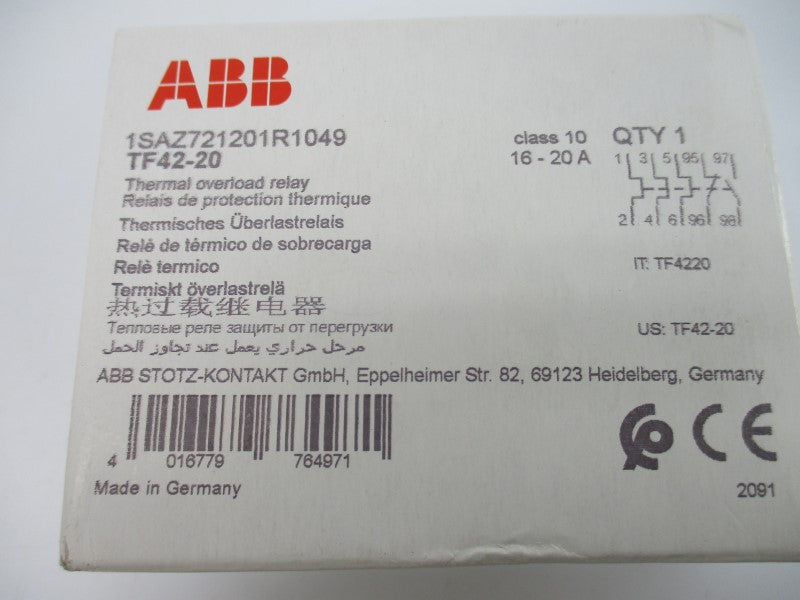 ABB
1SAZ721201R1049
TF42-20
class 10
16 - 20 A
QTY 1
1 3 5 95 97
2 4 6 96 98
Thermal overload relay
Relais de protection thermique
Thermisches Überlastrelais
Relé de térmico de sobrecarga
Relè termico
Termiskt överlastrelä
热过载继电器
Тепловые реле защиты от перегрузки
مرحل حراري يعمل عند تجاوز الحمل
IT: TF4220
US: TF42-20
ABB STOTZ-KONTAKT GmbH, Eppelheimer Str. 82, 69123 Heidelberg, Germany
4 016779 764971
CE
Made in Germany
2091